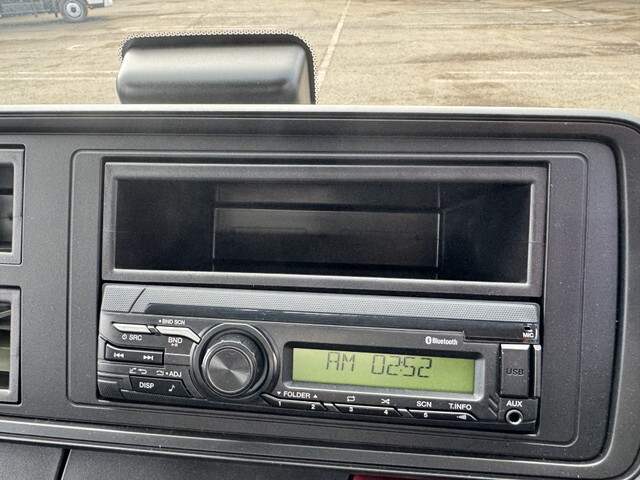 ◂BND SCN
⏻ SRC
BND
Bluetooth
MIC
AM 02:52
USB
▸ADJ
DISP ♪
▾ FOLDER ▴
SCN T.INFO
AUX
1 2 3 4 5 6